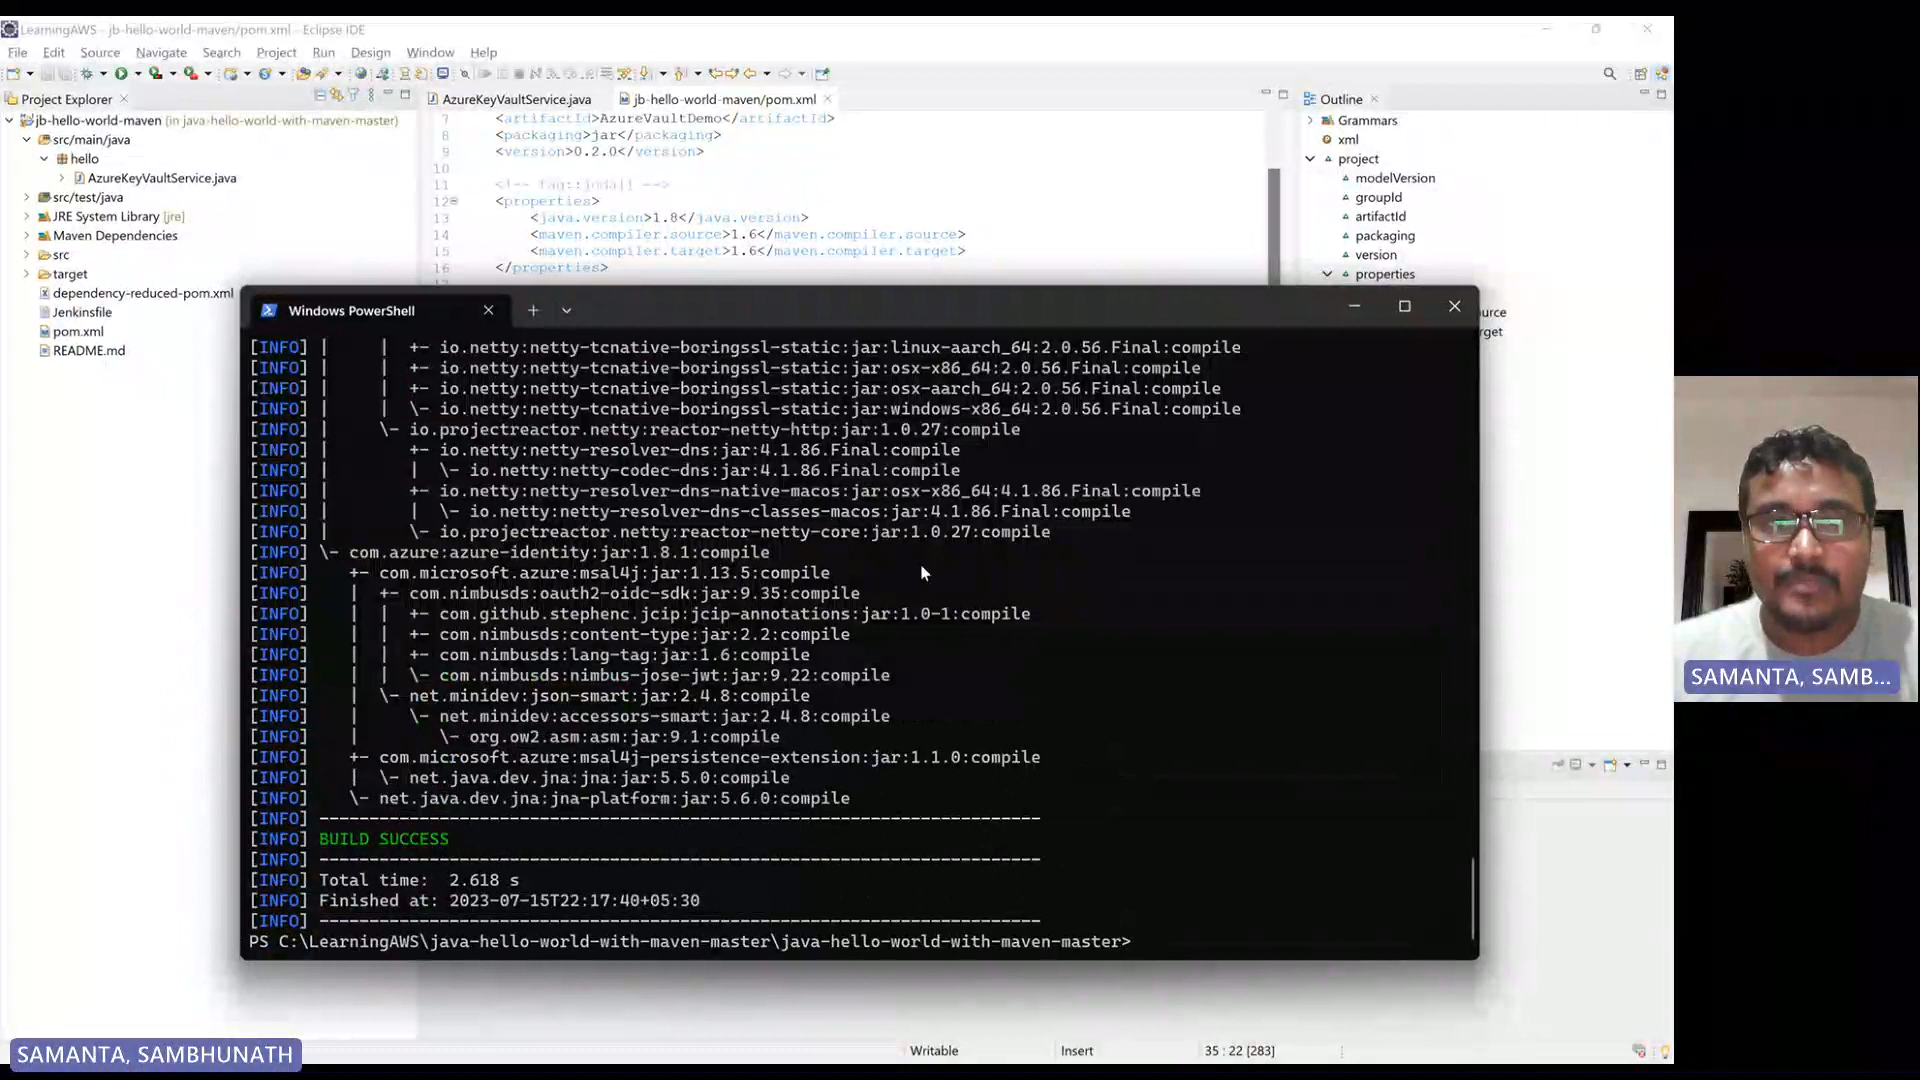 LearningAWS - jb-hello-world-maven/pom.xml - Eclipse IDE
File Edit Source Navigate Search Project Run Design Window Help
Project Explorer
AzureKeyVaultService.java
jb-hello-world-maven/pom.xml
Outline
jb-hello-world-maven (in java-hello-world-with-maven-master)
src/main/java
hello
AzureKeyVaultService.java
src/test/java
JRE System Library [jre]
Maven Dependencies
src
target
dependency-reduced-pom.xml
Jenkinsfile
pom.xml
README.md
7 <artifactId>AzureVaultDemo</artifactId>
8 <packaging>jar</packaging>
9 <version>0.2.0</version>
10
11 <!-- tag::joda[] -->
12 <properties>
13 <java.version>1.8</java.version>
14 <maven.compiler.source>1.6</maven.compiler.source>
15 <maven.compiler.target>1.6</maven.compiler.target>
16 </properties>
Grammars
xml
project
modelVersion
groupId
artifactId
packaging
version
properties
ource
rget
Windows PowerShell
[INFO] |     |  +- io.netty:netty-tcnative-boringssl-static:jar:linux-aarch_64:2.0.56.Final:compile
[INFO] |     |  +- io.netty:netty-tcnative-boringssl-static:jar:osx-x86_64:2.0.56.Final:compile
[INFO] |     |  +- io.netty:netty-tcnative-boringssl-static:jar:osx-aarch_64:2.0.56.Final:compile
[INFO] |     |  \- io.netty:netty-tcnative-boringssl-static:jar:windows-x86_64:2.0.56.Final:compile
[INFO] |     \- io.projectreactor.netty:reactor-netty-http:jar:1.0.27:compile
[INFO] |        +- io.netty:netty-resolver-dns:jar:4.1.86.Final:compile
[INFO] |        |  \- io.netty:netty-codec-dns:jar:4.1.86.Final:compile
[INFO] |        +- io.netty:netty-resolver-dns-native-macos:jar:osx-x86_64:4.1.86.Final:compile
[INFO] |        |  \- io.netty:netty-resolver-dns-classes-macos:jar:4.1.86.Final:compile
[INFO] |        \- io.projectreactor.netty:reactor-netty-core:jar:1.0.27:compile
[INFO] \- com.azure:azure-identity:jar:1.8.1:compile
[INFO]    +- com.microsoft.azure:msal4j:jar:1.13.5:compile
[INFO]    |  +- com.nimbusds:oauth2-oidc-sdk:jar:9.35:compile
[INFO]    |  |  +- com.github.stephenc.jcip:jcip-annotations:jar:1.0-1:compile
[INFO]    |  |  +- com.nimbusds:content-type:jar:2.2:compile
[INFO]    |  |  +- com.nimbusds:lang-tag:jar:1.6:compile
[INFO]    |  |  \- com.nimbusds:nimbus-jose-jwt:jar:9.22:compile
[INFO]    |  \- net.minidev:json-smart:jar:2.4.8:compile
[INFO]    |     \- net.minidev:accessors-smart:jar:2.4.8:compile
[INFO]    |        \- org.ow2.asm:asm:jar:9.1:compile
[INFO]    +- com.microsoft.azure:msal4j-persistence-extension:jar:1.1.0:compile
[INFO]    |  \- net.java.dev.jna:jna:jar:5.5.0:compile
[INFO]    \- net.java.dev.jna:jna-platform:jar:5.6.0:compile
[INFO] ------------------------------------------------------------------------
[INFO] BUILD SUCCESS
[INFO] ------------------------------------------------------------------------
[INFO] Total time:  2.618 s
[INFO] Finished at: 2023-07-15T22:17:40+05:30
[INFO] ------------------------------------------------------------------------
PS C:\LearningAWS\java-hello-world-with-maven-master\java-hello-world-with-maven-master>
SAMANTA, SAMB...
SAMANTA, SAMBHUNATH
Writable Insert 35 : 22 [283]